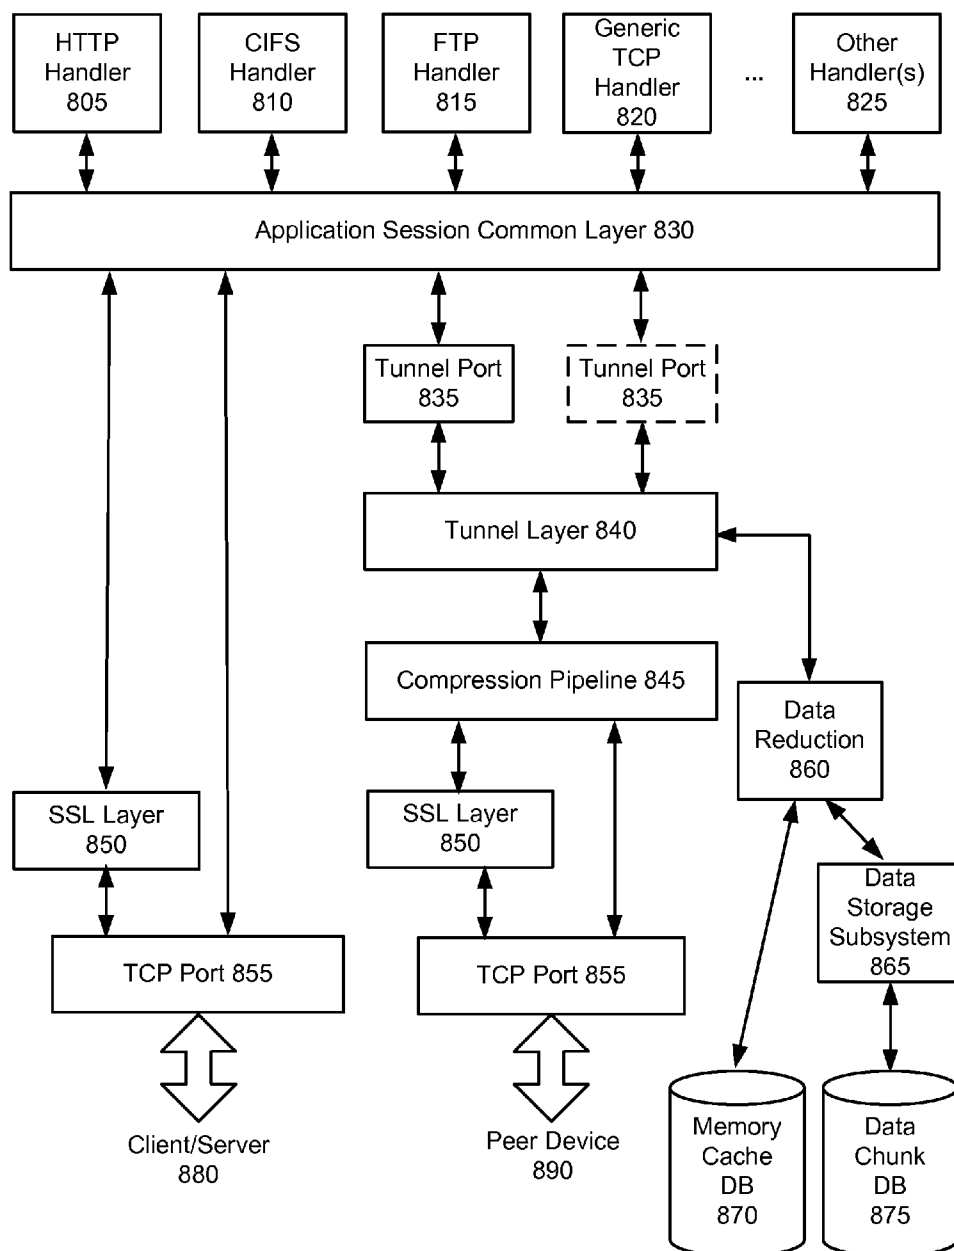 HTTP
Handler
805
CIFS
Handler
810
FTP
Handler
815
Generic
TCP
Handler
820
...
Other
Handler(s)
825
Application Session Common Layer 830
Tunnel Port
835
Tunnel Port
835
Tunnel Layer 840
Compression Pipeline 845
Data
Reduction
860
SSL Layer
850
SSL Layer
850
Data
Storage
Subsystem
865
TCP Port 855
TCP Port 855
Client/Server
880
Peer Device
890
Memory
Cache
DB
870
Data
Chunk
DB
875